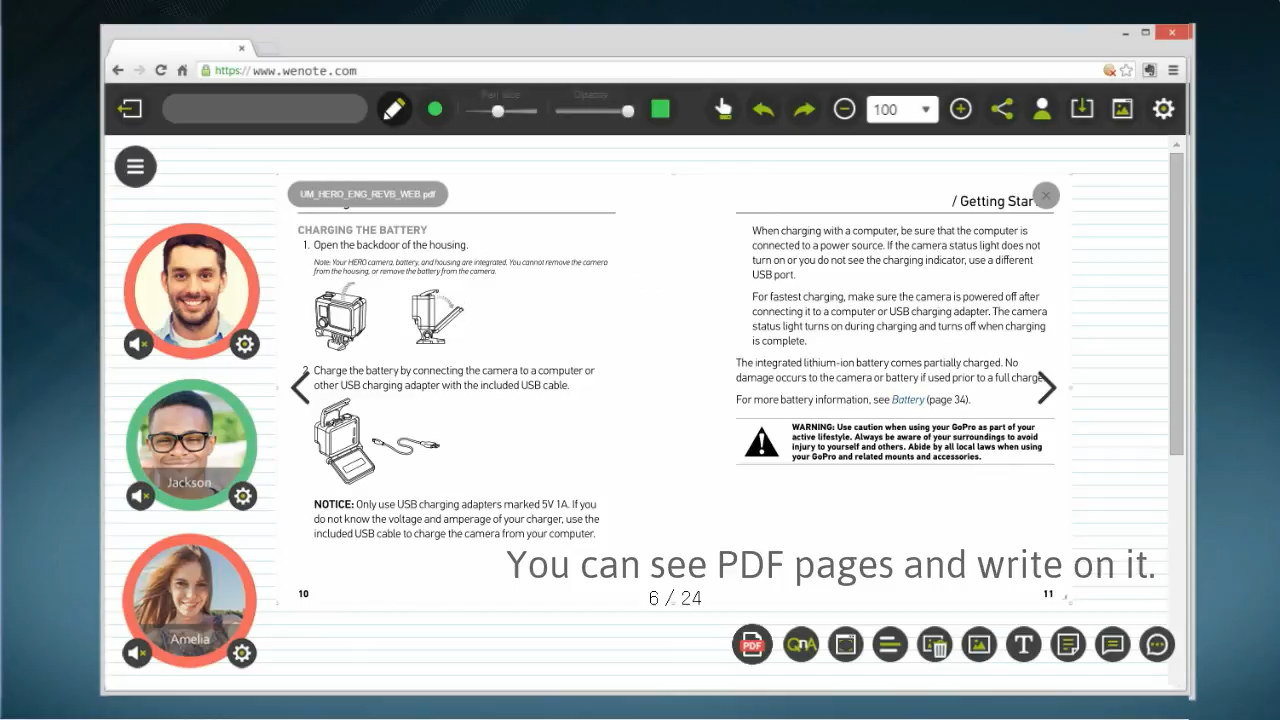 https://www.wenote.com
Pen size
Opacity
100
UM_HERO_ENG_REVB_WEB.pdf
/ Getting Star
CHARGING THE BATTERY
1. Open the backdoor of the housing.
Note: Your HERO camera, battery, and housing are integrated. You cannot remove the camera
from the housing, or remove the battery from the camera.
2. Charge the battery by connecting the camera to a computer or
other USB charging adapter with the included USB cable.
NOTICE: Only use USB charging adapters marked 5V 1A. If you
do not know the voltage and amperage of your charger, use the
included USB cable to charge the camera from your computer.
10
When charging with a computer, be sure that the computer is
connected to a power source. If the camera status light does not
turn on or you do not see the charging indicator, use a different
USB port.
For fastest charging, make sure the camera is powered off after
connecting it to a computer or USB charging adapter. The camera
status light turns on during charging and turns off when charging
is complete.
The integrated lithium-ion battery comes partially charged. No
damage occurs to the camera or battery if used prior to a full charge.
For more battery information, see Battery (page 34).
WARNING: Use caution when using your GoPro as part of your
active lifestyle. Always be aware of your surroundings to avoid
injury to yourself and others. Abide by all local laws when using
your GoPro and related mounts and accessories.
11
Jackson
Amelia
You can see PDF pages and write on it.
6 / 24
PDF
QnA
T